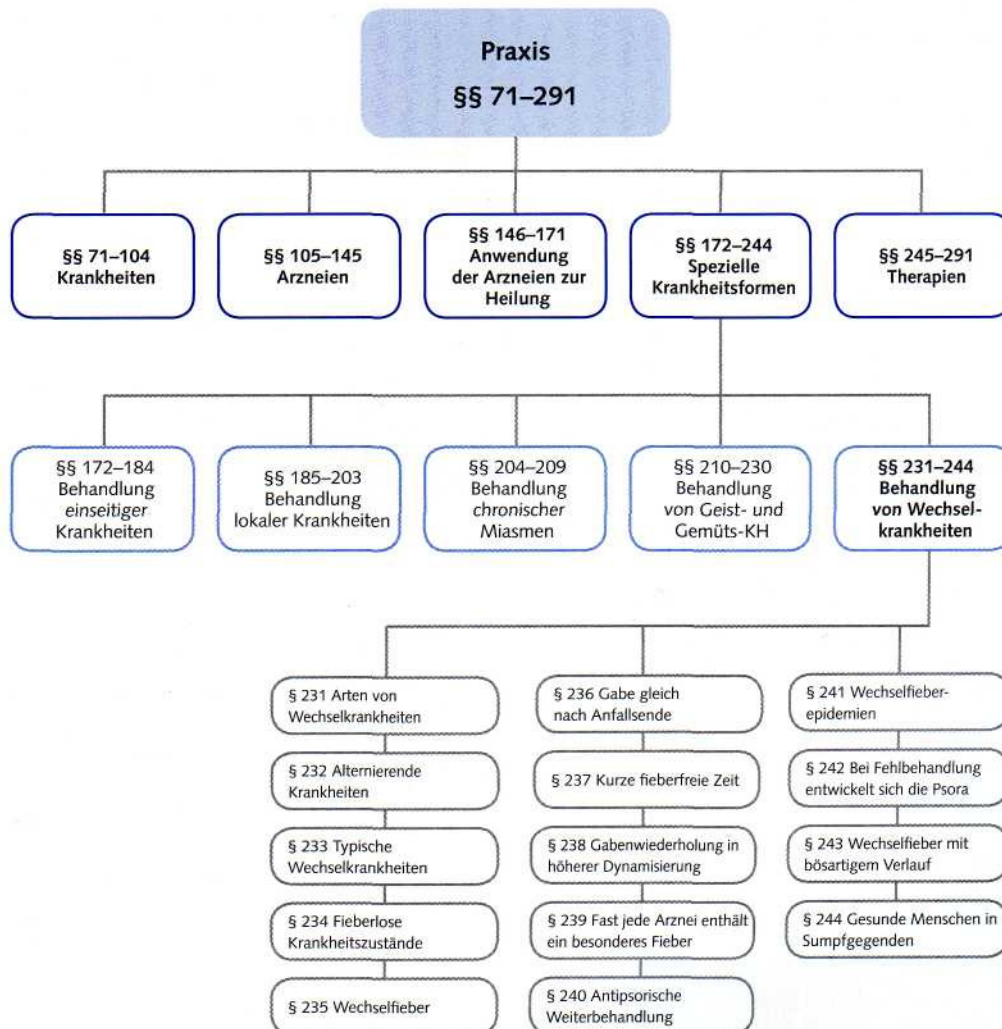 Praxis
§§ 71–291
§§ 71–104
Krankheiten
§§ 105–145
Arzneien
§§ 146–171
Anwendung
der Arzneien zur
Heilung
§§ 172–244
Spezielle
Krankheitsformen
§§ 245–291
Therapien
§§ 172–184
Behandlung
einseitiger
Krankheiten
§§ 185–203
Behandlung
lokaler Krankheiten
§§ 204–209
Behandlung
chronischer
Miasmen
§§ 210–230
Behandlung
von Geist- und
Gemüts-KH
§§ 231–244
Behandlung
von Wechsel-
krankheiten
§ 231 Arten von
Wechselkrankheiten
§ 232 Alternierende
Krankheiten
§ 233 Typische
Wechselkrankheiten
§ 234 Fieberlose
Krankheitszustände
§ 235 Wechselfieber
§ 236 Gabe gleich
nach Anfallsende
§ 237 Kurze fieberfreie Zeit
§ 238 Gabenwiederholung in
höherer Dynamisierung
§ 239 Fast jede Arznei enthält
ein besonderes Fieber
§ 240 Antipsorische
Weiterbehandlung
§ 241 Wechselfieber-
epidemien
§ 242 Bei Fehlbehandlung
entwickelt sich die Psora
§ 243 Wechselfieber mit
bösartigem Verlauf
§ 244 Gesunde Menschen in
Sumpfgegenden